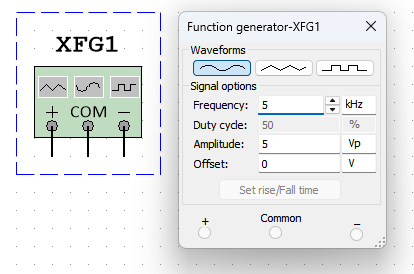 XFG1
+ COM −
Function generator-XFG1
Waveforms
Signal options
Frequency: 5 kHz
Duty cycle: 50 %
Amplitude: 5 Vp
Offset: 0 V
Set rise/Fall time
+ Common −